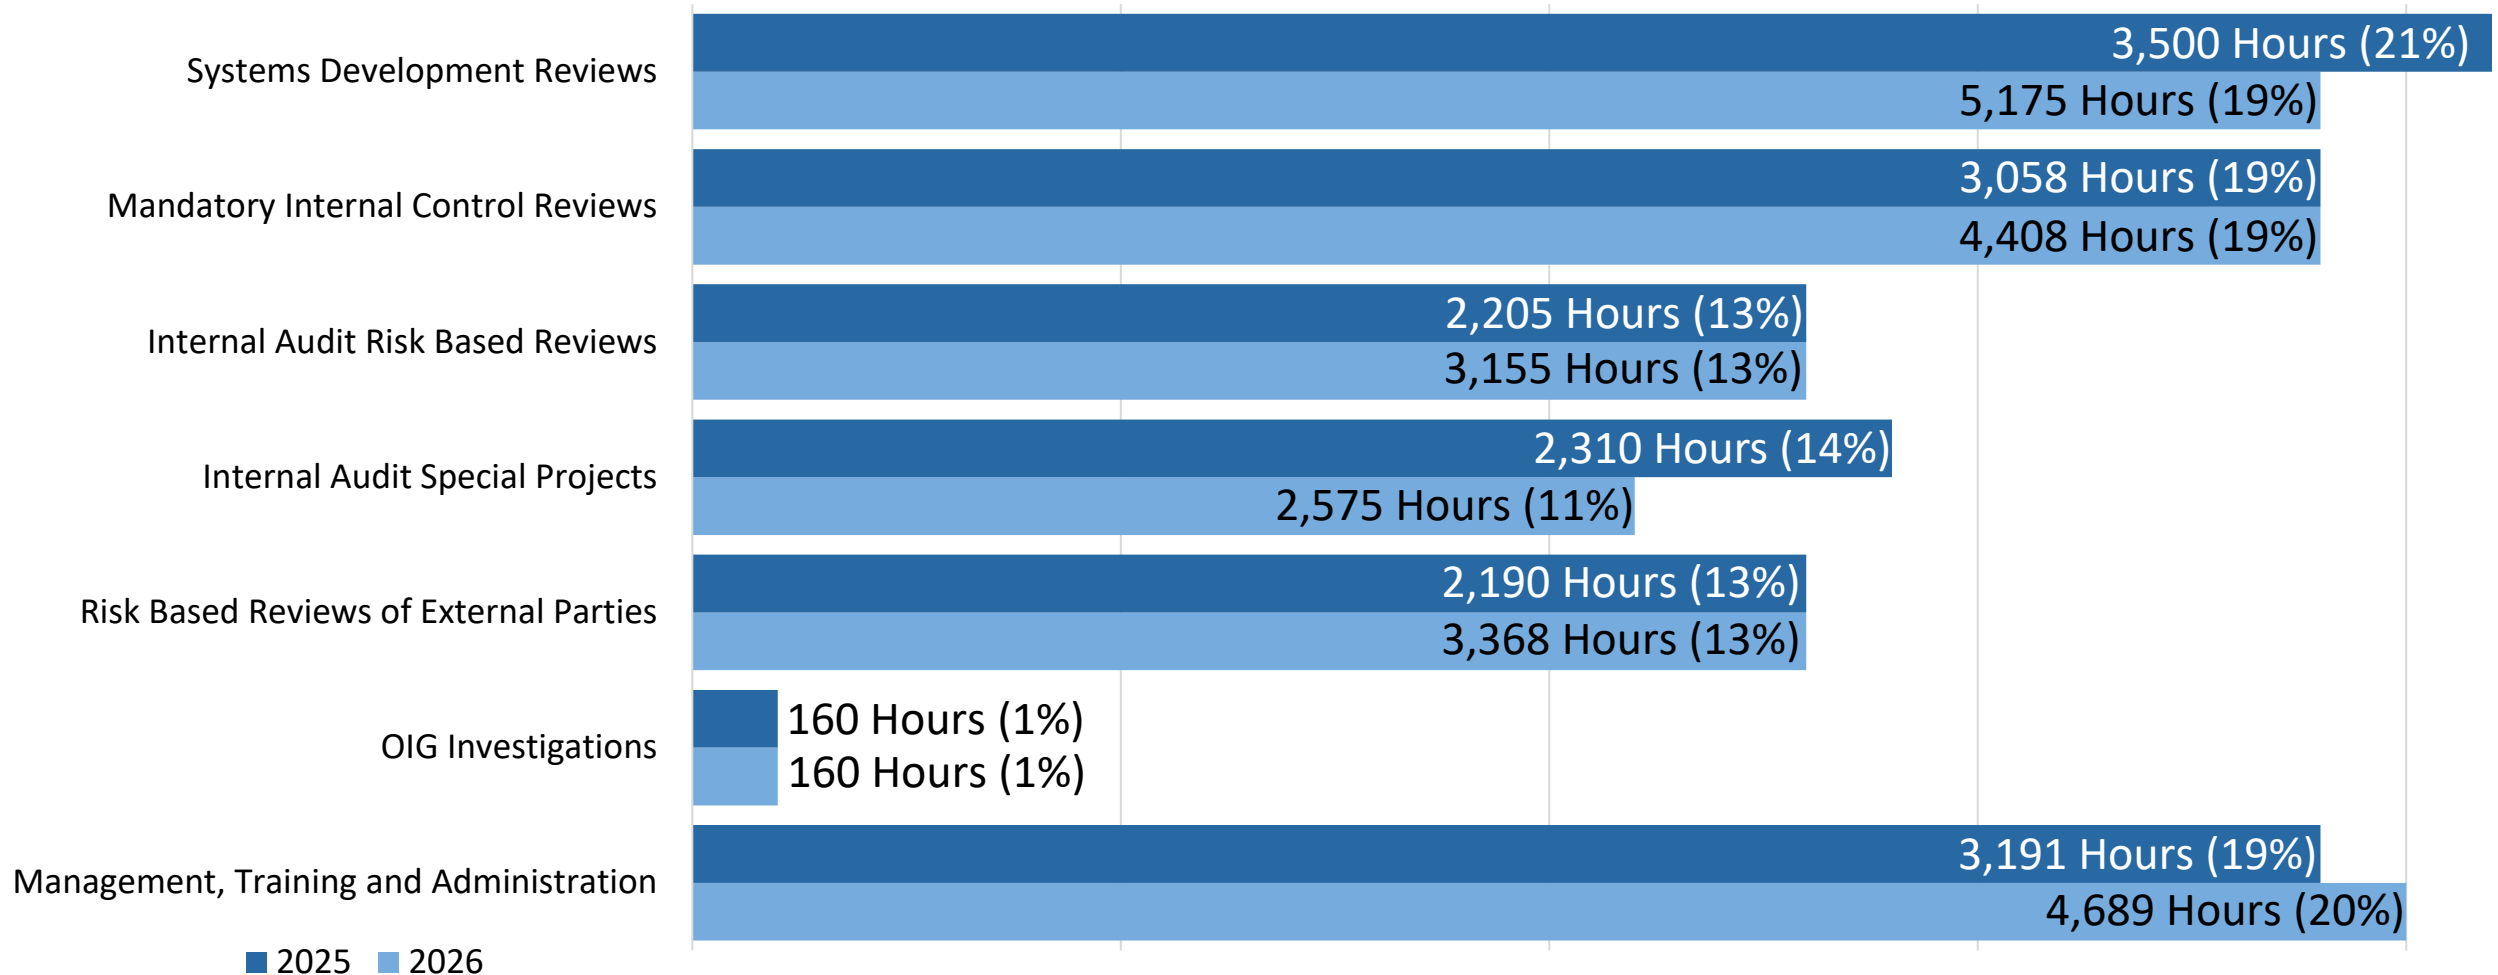 Systems Development Reviews
3,500 Hours (21%)
5,175 Hours (19%)
Mandatory Internal Control Reviews
3,058 Hours (19%)
4,408 Hours (19%)
Internal Audit Risk Based Reviews
2,205 Hours (13%)
3,155 Hours (13%)
Internal Audit Special Projects
2,310 Hours (14%)
2,575 Hours (11%)
Risk Based Reviews of External Parties
2,190 Hours (13%)
3,368 Hours (13%)
OIG Investigations
160 Hours (1%)
160 Hours (1%)
Management, Training and Administration
3,191 Hours (19%)
4,689 Hours (20%)
2025 2026